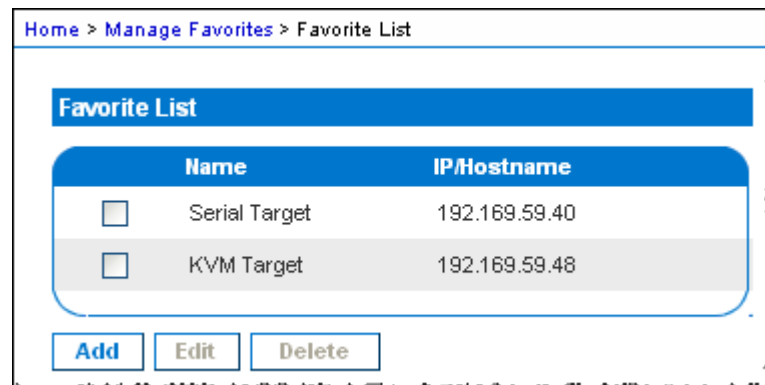 Home > Manage Favorites > Favorite List
Favorite List
Name IP/Hostname
Serial Target 192.169.59.40
KVM Target 192.169.59.48
Add Edit Delete